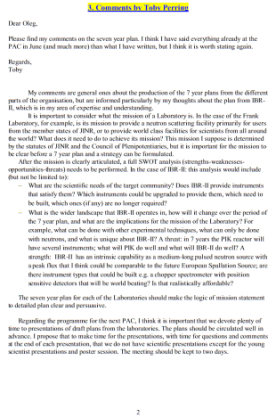 3. Comments by Toby Perring
Dear Oleg,
Please find my comments on the seven year plan. I think I have said everything already at the
PAC in June (and much more) than what I have written, but I think it is worth stating again.
Regards,
Toby
My comments are general ones about the production of the 7 year plans from the different
parts of the organisation, but are informed particularly by my thoughts about the plan from IBR-
II, which is in my area of expertise and understanding.
It is important to consider what the mission of a Laboratory is. In the case of the Frank
Laboratory, for example, is its mission to provide a neutron scattering facility primarily for users
from the member states of JINR, or to provide world class facilities for scientists from all around
the world? What does it need to do to achieve its mission? This mission I suppose is determined
by the statutes of JINR and the Council of Plenipotentiaries, but it is important for the mission to
be clear before a 7 year plan and a strategy can be formulated.
After the mission is clearly articulated, a full SWOT analysis (strengths-weaknesses-
opportunities-threats) needs to be performed. In the case of IBR-II: this analysis would include
(but not be limited to):
– What are the scientific needs of the target community? Does IBR-II provide instruments
that satisfy them? Which instruments could be upgraded to provide them, which need to
be built, which ones (if any) are no longer required?
– What is the wider landscape that IBR-II operates in, how will it change over the period of
the 7 year plan, and what are the implications for the mission of the Laboratory? For
example, what can be done with other experimental techniques, what can only be done
with neutrons, and what is unique about IBR-II? A threat: in 7 years the PIK reactor will
have several instruments; what will PIK do well and what will IBR-II do well? A
strength: IBR-II has an intrinsic capability as a medium-long pulsed neutron source with
a peak flux that I think could be comparable to the future European Spallation Source; are
there instrument types that could be built e.g. a chopper spectrometer with position
sensitive detectors that will be world beating? Is that realistically affordable?
The seven year plan for each of the Laboratories should make the logic of mission statement
to detailed plan clear and persuasive.
Regarding the programme for the next PAC, I think it is important that we devote plenty of
time to presentations of draft plans from the laboratories. The plans should be circulated well in
advance. I propose that to make time for the presentations, with time for questions and comments
at the end of each presentation, that we do not have scientific presentations except for the young
scientist presentations and poster session. The meeting should be kept to two days.
2